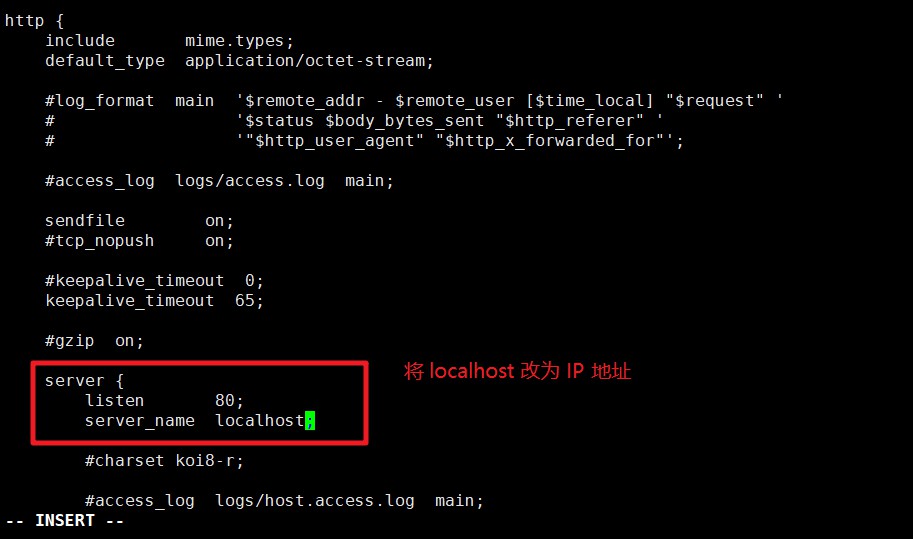 http {
    include       mime.types;
    default_type  application/octet-stream;
    #log_format  main  '$remote_addr - $remote_user [$time_local] "$request" '
    #                  '$status $body_bytes_sent "$http_referer" '
    #                  '"$http_user_agent" "$http_x_forwarded_for"';
    #access_log  logs/access.log  main;
    sendfile        on;
    #tcp_nopush     on;
    #keepalive_timeout  0;
    keepalive_timeout  65;
    #gzip  on;
将 localhost 改为 IP 地址
    server {
        listen       80;
        server_name  localhost;
        #charset koi8-r;
        #access_log  logs/host.access.log  main;
-- INSERT --